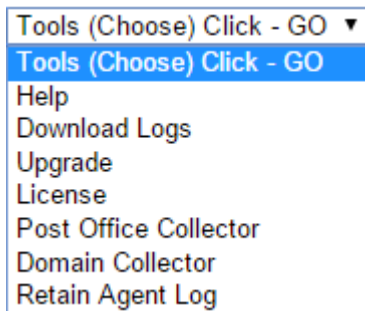 Tools (Choose) Click - GO ▼
Tools (Choose) Click - GO
Help
Download Logs
Upgrade
License
Post Office Collector
Domain Collector
Retain Agent Log